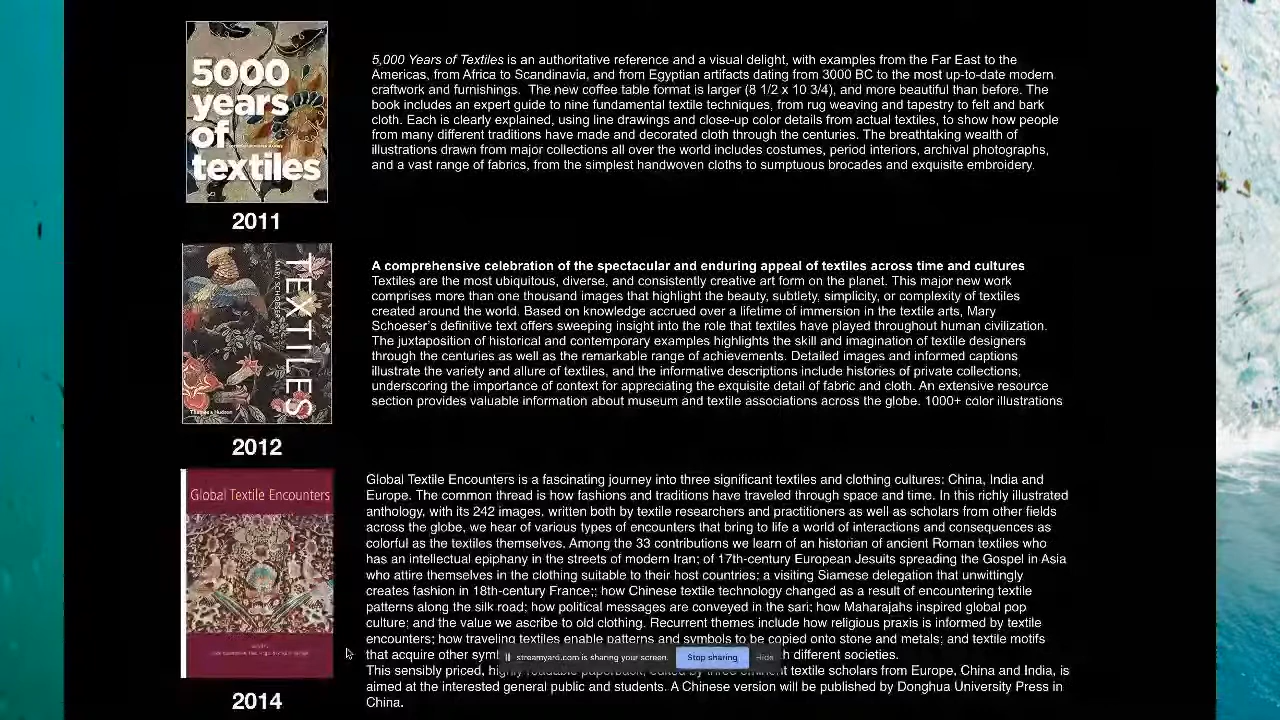 5000
years
of
textiles
5,000 Years of Textiles is an authoritative reference and a visual delight, with examples from the Far East to the
Americas, from Africa to Scandinavia, and from Egyptian artifacts dating from 3000 BC to the most up-to-date modern
craftwork and furnishings. The new coffee table format is larger (8 1/2 x 10 3/4), and more beautiful than before. The
book includes an expert guide to nine fundamental textile techniques, from rug weaving and tapestry to felt and bark
cloth. Each is clearly explained, using line drawings and close-up color details from actual textiles, to show how people
from many different traditions have made and decorated cloth through the centuries. The breathtaking wealth of
illustrations drawn from major collections all over the world includes costumes, period interiors, archival photographs,
and a vast range of fabrics, from the simplest handwoven cloths to sumptuous brocades and exquisite embroidery.
2011
TEXTILES
MARY SCHOESER
Thames & Hudson
A comprehensive celebration of the spectacular and enduring appeal of textiles across time and cultures
Textiles are the most ubiquitous, diverse, and consistently creative art form on the planet. This major new work
comprises more than one thousand images that highlight the beauty, subtlety, simplicity, or complexity of textiles
created around the world. Based on knowledge accrued over a lifetime of immersion in the textile arts, Mary
Schoeser's definitive text offers sweeping insight into the role that textiles have played throughout human civilization.
The juxtaposition of historical and contemporary examples highlights the skill and imagination of textile designers
through the centuries as well as the remarkable range of achievements. Detailed images and informed captions
illustrate the variety and allure of textiles, and the informative descriptions include histories of private collections,
underscoring the importance of context for appreciating the exquisite detail of fabric and cloth. An extensive resource
section provides valuable information about museum and textile associations across the globe. 1000+ color illustrations
2012
Global Textile Encounters
Global Textile Encounters is a fascinating journey into three significant textiles and clothing cultures: China, India and
Europe. The common thread is how fashions and traditions have traveled through space and time. In this richly illustrated
anthology, with its 242 images, written both by textile researchers and practitioners as well as scholars from other fields
across the globe, we hear of various types of encounters that bring to life a world of interactions and consequences as
colorful as the textiles themselves. Among the 33 contributions we learn of an historian of ancient Roman textiles who
has an intellectual epiphany in the streets of modern Iran; of 17th-century European Jesuits spreading the Gospel in Asia
who attire themselves in the clothing suitable to their host countries; a visiting Siamese delegation that unwittingly
creates fashion in 18th-century France;; how Chinese textile technology changed as a result of encountering textile
patterns along the silk road; how political messages are conveyed in the sari; how Maharajahs inspired global pop
culture; and the value we ascribe to old clothing. Recurrent themes include how religious praxis is informed by textile
encounters; how traveling textiles enable patterns and symbols to be copied onto stone and metals; and textile motifs
that acquire other different societies.
streamyard.com is sharing your screen. Stop sharing Hide
This sensibly priced, highly readable paperback, edited by three eminent textile scholars from Europe, China and India, is
aimed at the interested general public and students. A Chinese version will be published by Donghua University Press in
China.
2014